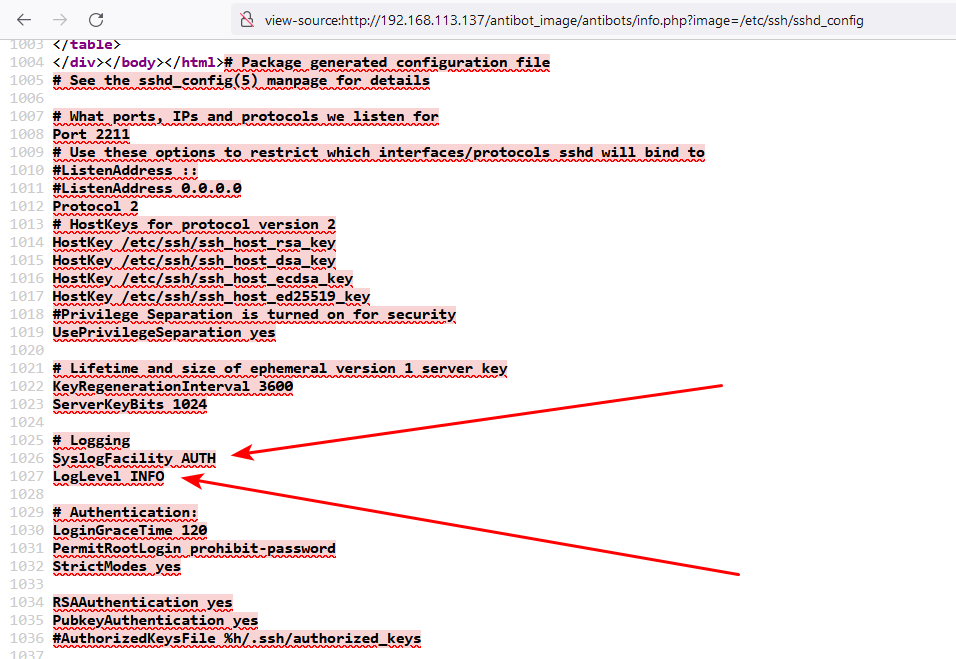 view-source:http://192.168.113.137/antibot_image/antibots/info.php?image=/etc/ssh/sshd_config
1003 </table>
1004 </div></body></html># Package generated configuration file
1005 # See the sshd_config(5) manpage for details
1006
1007 # What ports, IPs and protocols we listen for
1008 Port 2211
1009 # Use these options to restrict which interfaces/protocols sshd will bind to
1010 #ListenAddress ::
1011 #ListenAddress 0.0.0.0
1012 Protocol 2
1013 # HostKeys for protocol version 2
1014 HostKey /etc/ssh/ssh_host_rsa_key
1015 HostKey /etc/ssh/ssh_host_dsa_key
1016 HostKey /etc/ssh/ssh_host_ecdsa_key
1017 HostKey /etc/ssh/ssh_host_ed25519_key
1018 #Privilege Separation is turned on for security
1019 UsePrivilegeSeparation yes
1020
1021 # Lifetime and size of ephemeral version 1 server key
1022 KeyRegenerationInterval 3600
1023 ServerKeyBits 1024
1024
1025 # Logging
1026 SyslogFacility AUTH
1027 LogLevel INFO
1028
1029 # Authentication:
1030 LoginGraceTime 120
1031 PermitRootLogin prohibit-password
1032 StrictModes yes
1033
1034 RSAAuthentication yes
1035 PubkeyAuthentication yes
1036 #AuthorizedKeysFile %h/.ssh/authorized_keys
1037